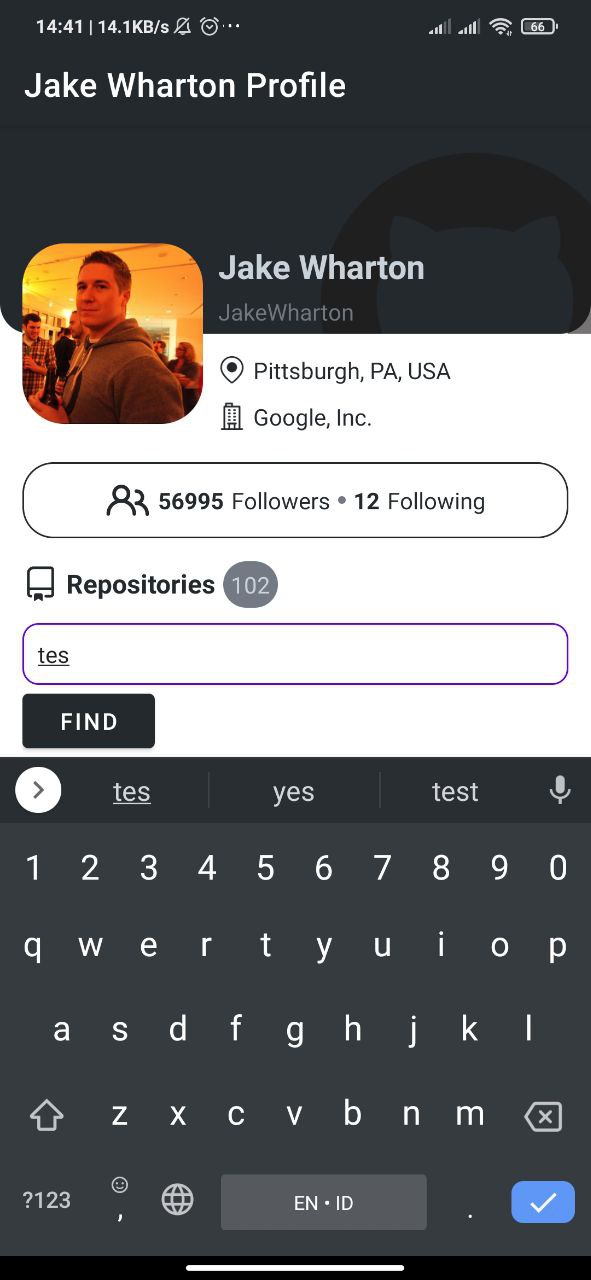 14:41 | 14.1KB/s
66
Jake Wharton Profile
Jake Wharton
JakeWharton
Pittsburgh, PA, USA
Google, Inc.
56995 Followers • 12 Following
Repositories 102
tes
FIND
tes yes test
1 2 3 4 5 6 7 8 9 0
q w e r t y u i o p
a s d f g h j k l
z x c v b n m
?123 , EN • ID .